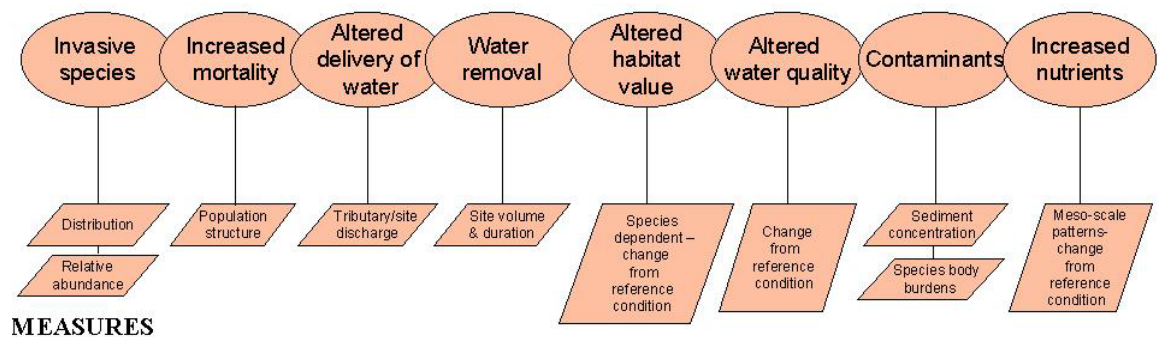 Invasive
species
Increased
mortality
Altered
delivery of
water
Water
removal
Altered
habitat
value
Altered
water quality
Contaminants
Increased
nutrients
Distribution
Relative
abundance
Population
structure
Tributary/site
discharge
Site volume
& duration
Species
dependent –
change
from
reference
condition
Change
from
reference
condition
Sediment
concentration
Species body
burdens
Meso-scale
patterns-
change
from
reference
condition
MEASURES